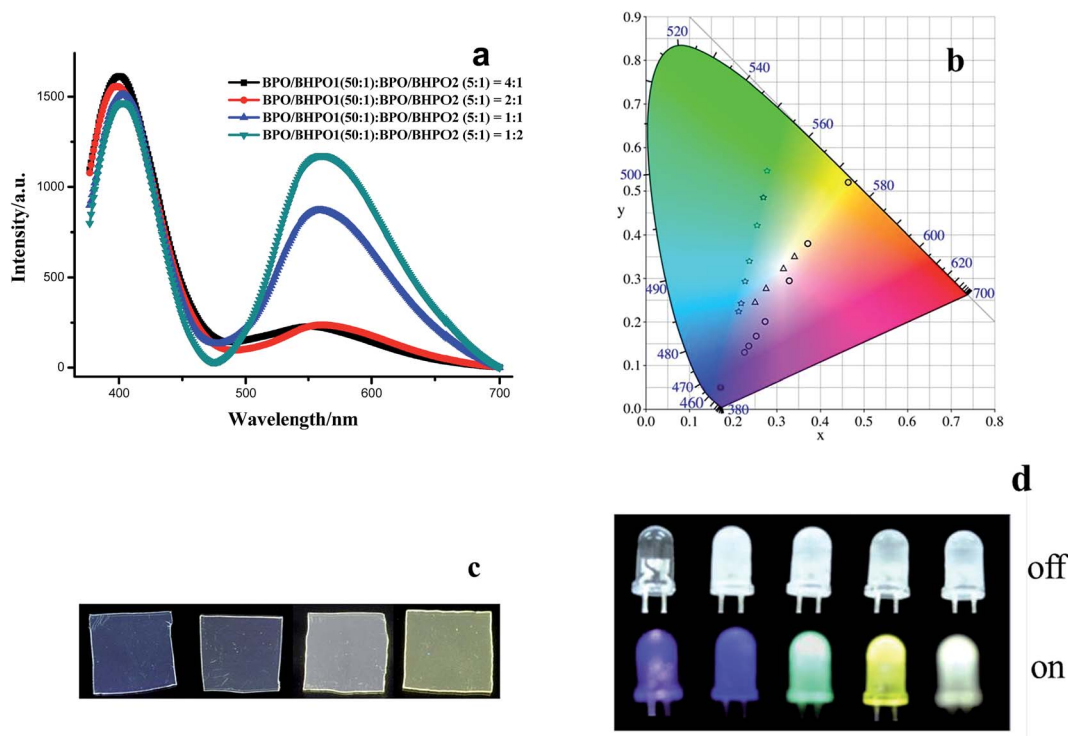 a
BPO/BHPO1(50:1):BPO/BHPO2 (5:1) = 4:1
BPO/BHPO1(50:1):BPO/BHPO2 (5:1) = 2:1
BPO/BHPO1(50:1):BPO/BHPO2 (5:1) = 1:1
BPO/BHPO1(50:1):BPO/BHPO2 (5:1) = 1:2
Intensity/a.u.
1500
1000
500
0
400
500
600
700
Wavelength/nm
b
0.9
0.8
0.7
0.6
0.5
y
0.4
0.3
0.2
0.1
0.0
0.0
0.1
0.2
0.3
0.4
0.5
0.6
0.7
0.8
x
520
540
560
580
600
620
700
500
490
480
470
460
380
c
d
off
on